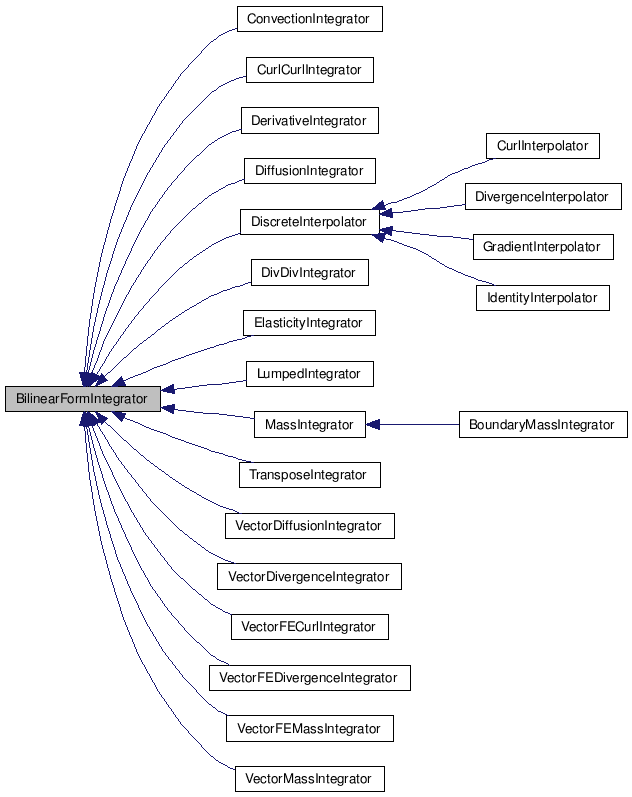 ConvectionIntegrator
CurlCurlIntegrator
DerivativeIntegrator
CurlInterpolator
DiffusionIntegrator
DivergenceInterpolator
DiscreteInterpolator
GradientInterpolator
DivDivIntegrator
IdentityInterpolator
ElasticityIntegrator
LumpedIntegrator
BilinearFormIntegrator
MassIntegrator
BoundaryMassIntegrator
TransposeIntegrator
VectorDiffusionIntegrator
VectorDivergenceIntegrator
VectorFECurlIntegrator
VectorFEDivergenceIntegrator
VectorFEMassIntegrator
VectorMassIntegrator